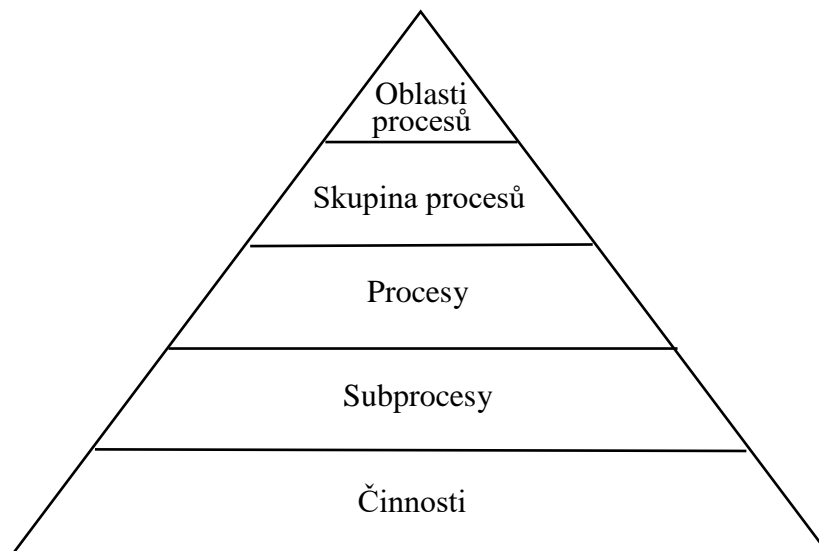 Oblasti
procesů
Skupina procesů
Procesy
Subprocesy
Činnosti